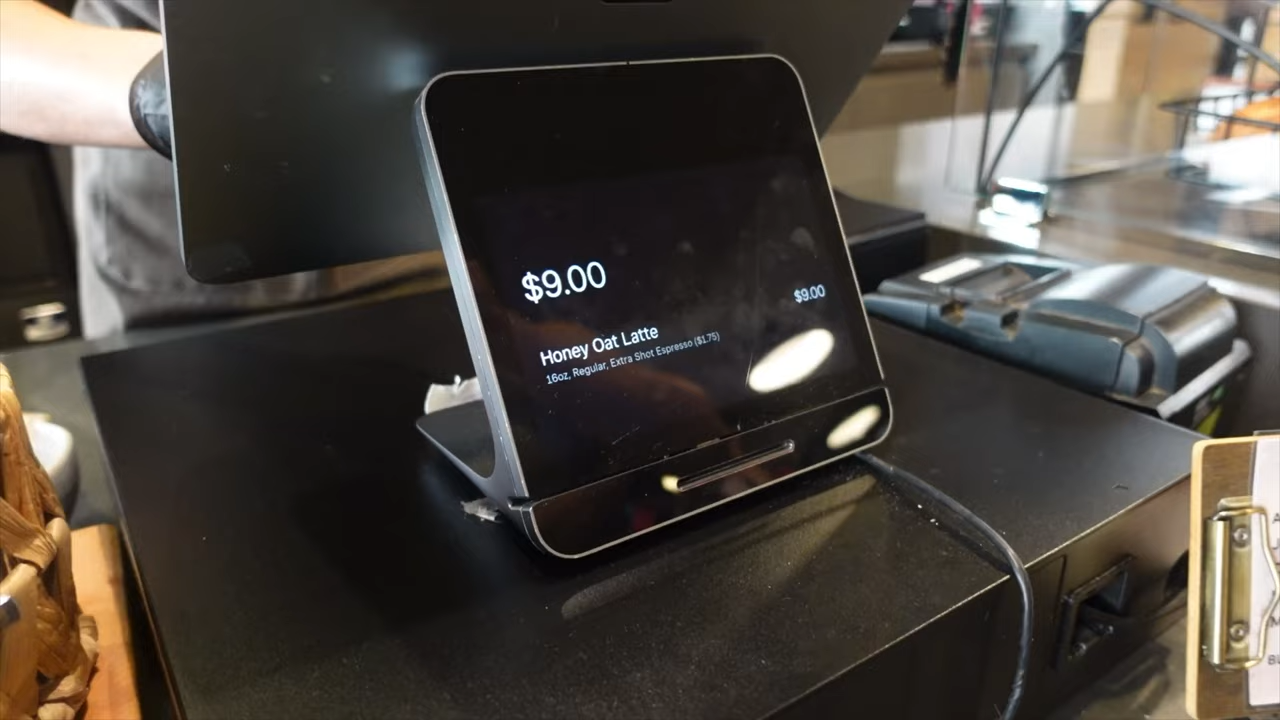 $9.00
Honey Oat Latte $9.00
16oz, Regular, Extra Shot Espresso ($1.75)